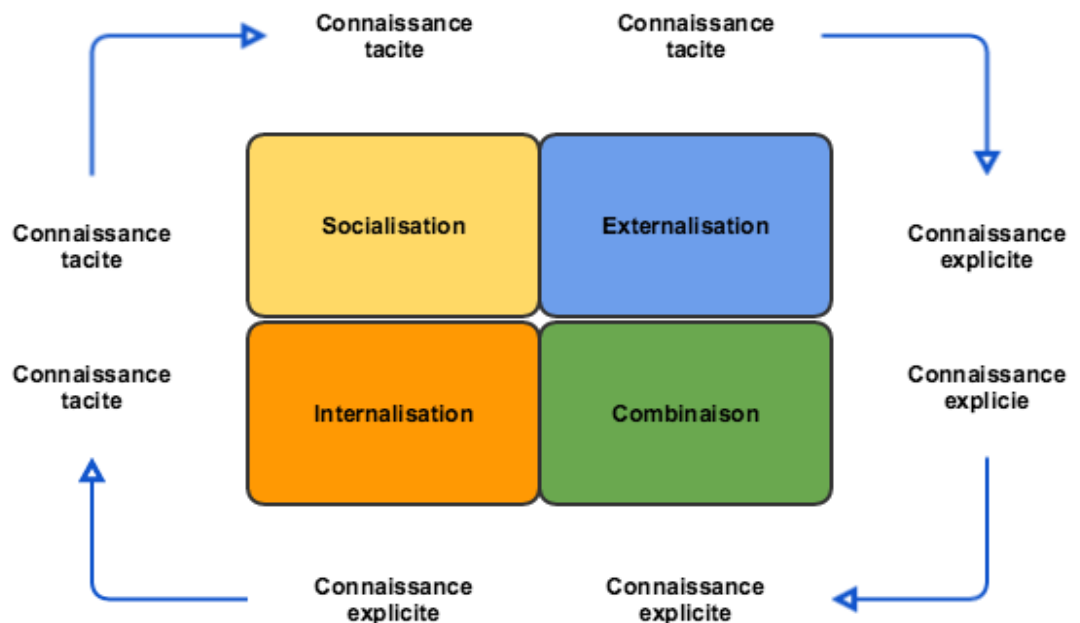 Connaissance
tacite
Connaissance
tacite
Connaissance
tacite
Socialisation
Externalisation
Connaissance
explicite
Connaissance
tacite
Internalisation
Combinaison
Connaissance
explicie
Connaissance
explicite
Connaissance
explicite